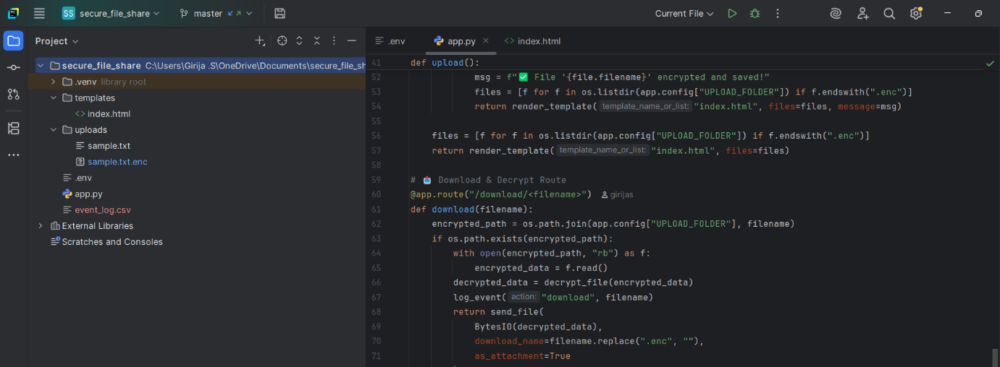 SS secure_file_share master Current File
Project
.env app.py index.html
secure_file_share C:\Users\Girija .S\OneDrive\Documents\secure_file_sh
.venv library root
templates
index.html
uploads
sample.txt
sample.txt.enc
.env
app.py
event_log.csv
External Libraries
Scratches and Consoles
41 def upload():
52 msg = f"✅ File '{file.filename}' encrypted and saved!"
53 files = [f for f in os.listdir(app.config["UPLOAD_FOLDER"]) if f.endswith(".enc")]
54 return render_template( template_name_or_list: "index.html", files=files, message=msg)
55
56 files = [f for f in os.listdir(app.config["UPLOAD_FOLDER"]) if f.endswith(".enc")]
57 return render_template( template_name_or_list: "index.html", files=files)
58
59 # 📥 Download & Decrypt Route
60 @app.route("/download/<filename>") girijas
61 def download(filename):
62 encrypted_path = os.path.join(app.config["UPLOAD_FOLDER"], filename)
63 if os.path.exists(encrypted_path):
64 with open(encrypted_path, "rb") as f:
65 encrypted_data = f.read()
66 decrypted_data = decrypt_file(encrypted_data)
67 log_event( action: "download", filename)
68 return send_file(
69 BytesIO(decrypted_data),
70 download_name=filename.replace(".enc", ""),
71 as_attachment=True